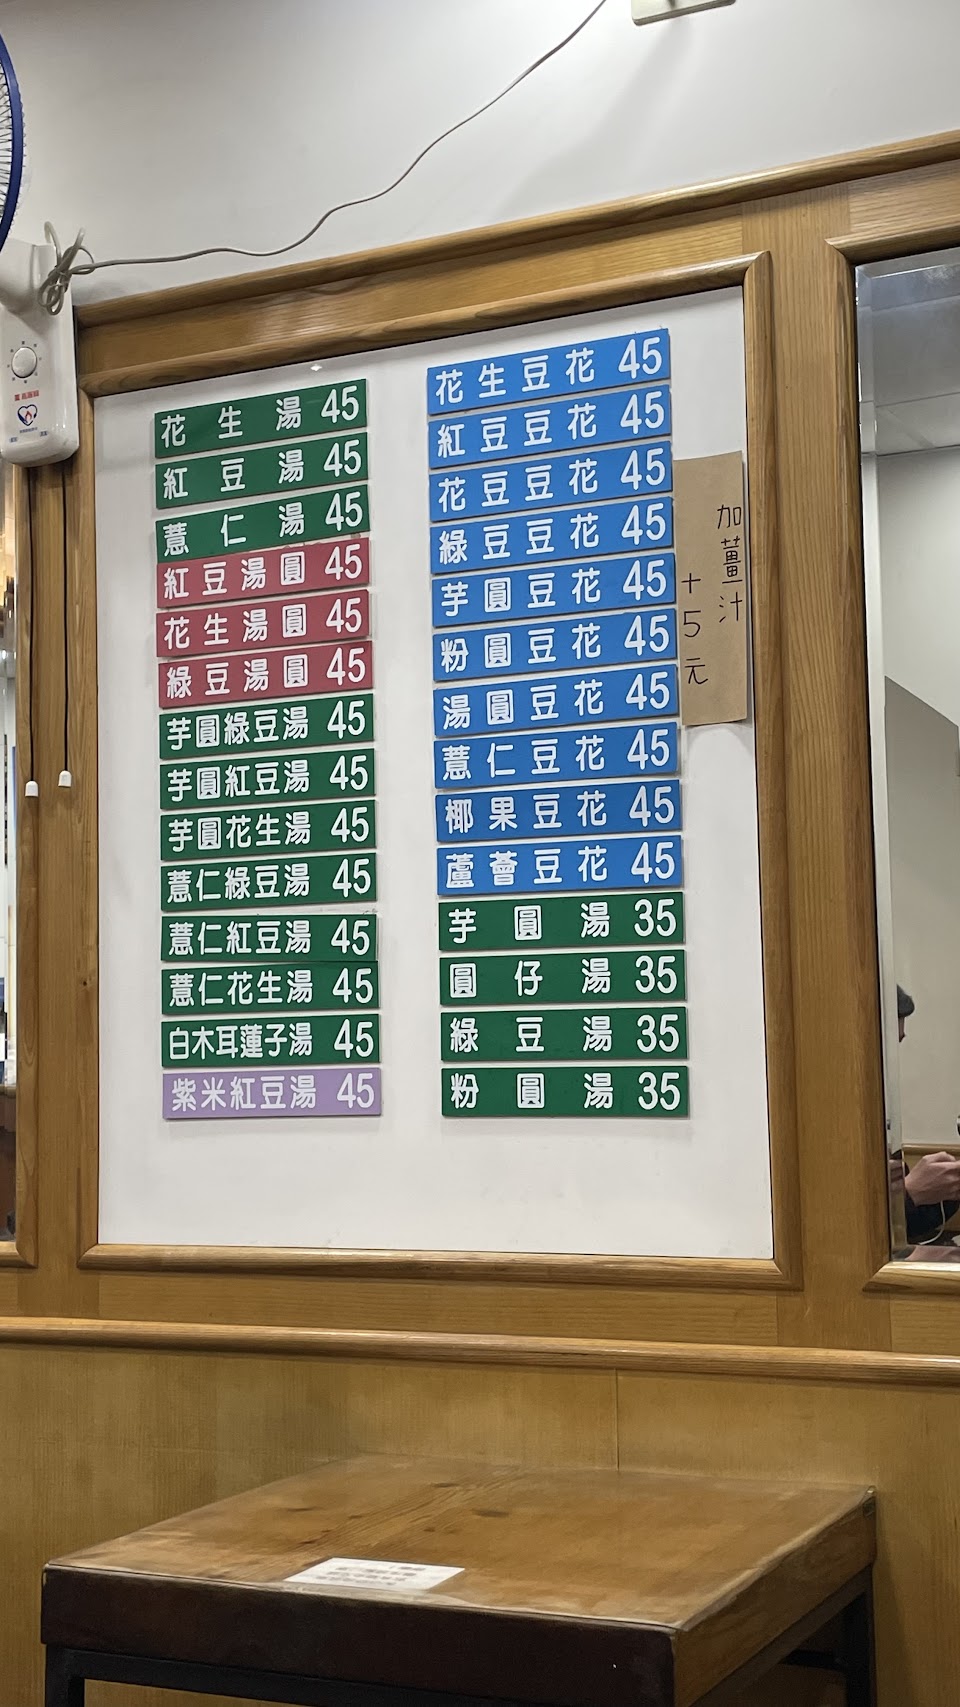 花生湯 45
紅豆湯 45
薏仁湯 45
紅豆湯圓 45
花生湯圓 45
綠豆湯圓 45
芋圓綠豆湯 45
芋圓紅豆湯 45
芋圓花生湯 45
薏仁綠豆湯 45
薏仁紅豆湯 45
薏仁花生湯 45
白木耳蓮子湯 45
紫米紅豆湯 45
花生豆花 45
紅豆豆花 45
花豆豆花 45
綠豆豆花 45
芋圓豆花 45
粉圓豆花 45
湯圓豆花 45
薏仁豆花 45
椰果豆花 45
蘆薈豆花 45
芋圓湯 35
圓仔湯 35
綠豆湯 35
粉圓湯 35
加薑汁
+5元